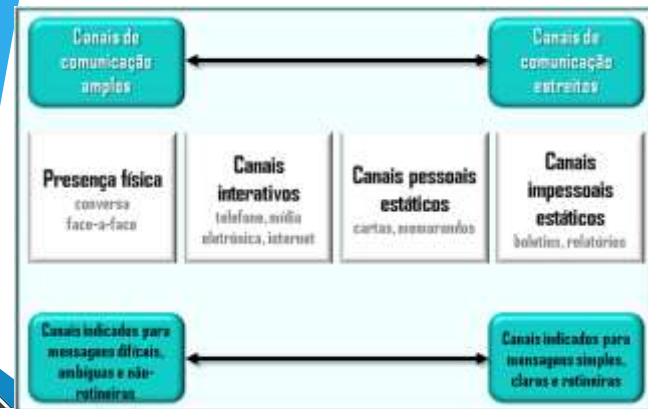 Canais de
comunicação
amplos
Canais de
comunicação
estreitos
Presença física
conversa
face-a-face
Canais
interativos
telefone, mídia
eletrônica, internet
Canais pessoais
estáticos
cartas, memorandos
Canais
impessoais
estáticos
boletins, relatórios
Canais indicados para
mensagens difíceis,
ambíguas e não-
rotineiras
Canais indicados para
mensagens simples,
claras e rotineiras